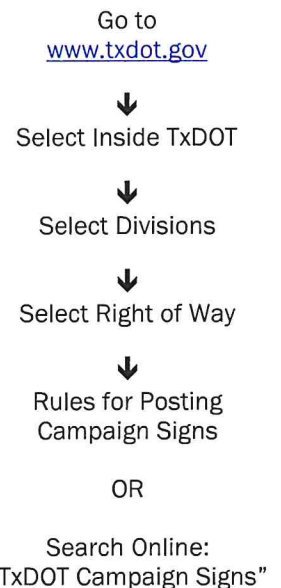 Go to
www.txdot.gov
Select Inside TxDOT
Select Divisions
Select Right of Way
Rules for Posting
Campaign Signs
OR
Search Online:
TxDOT Campaign Signs"